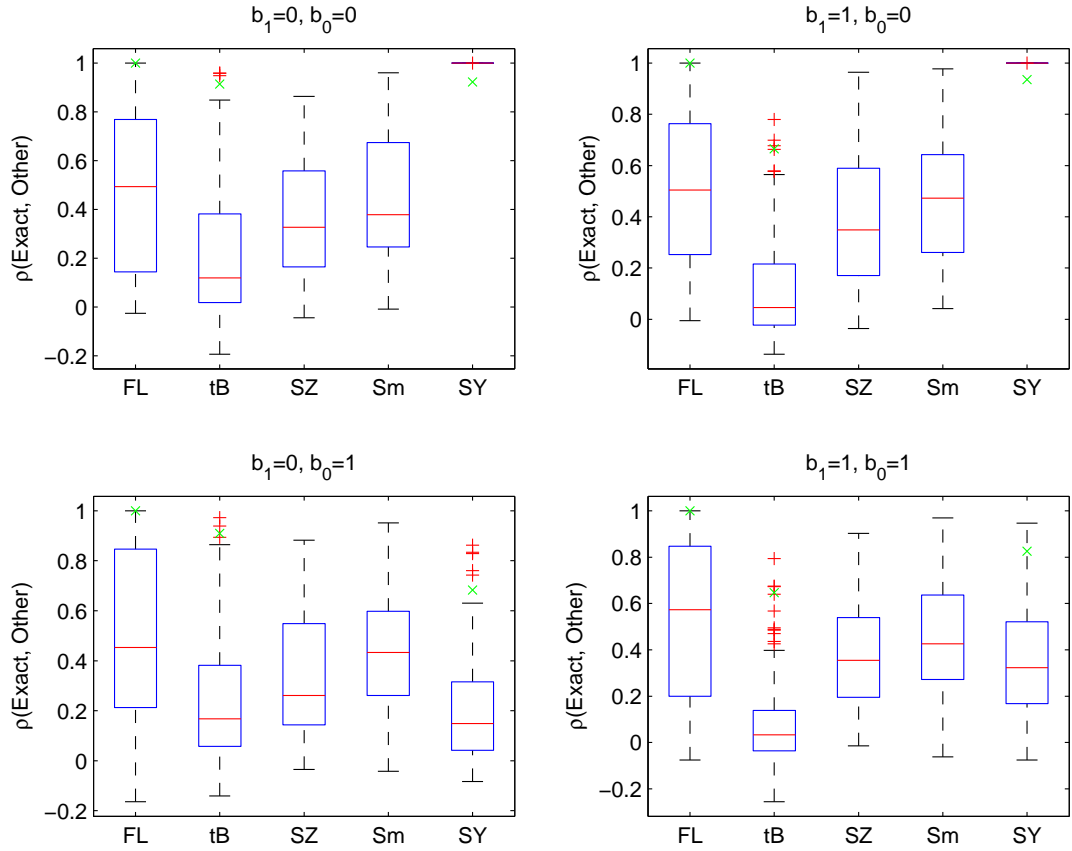 b₁=0, b₀=0
ρ(Exact, Other)
1
0.8
0.6
0.4
0.2
0
−0.2
FL tB SZ Sm SY
b₁=1, b₀=0
ρ(Exact, Other)
1
0.8
0.6
0.4
0.2
0
FL tB SZ Sm SY
b₁=0, b₀=1
ρ(Exact, Other)
1
0.8
0.6
0.4
0.2
0
−0.2
FL tB SZ Sm SY
b₁=1, b₀=1
ρ(Exact, Other)
1
0.8
0.6
0.4
0.2
0
−0.2
FL tB SZ Sm SY